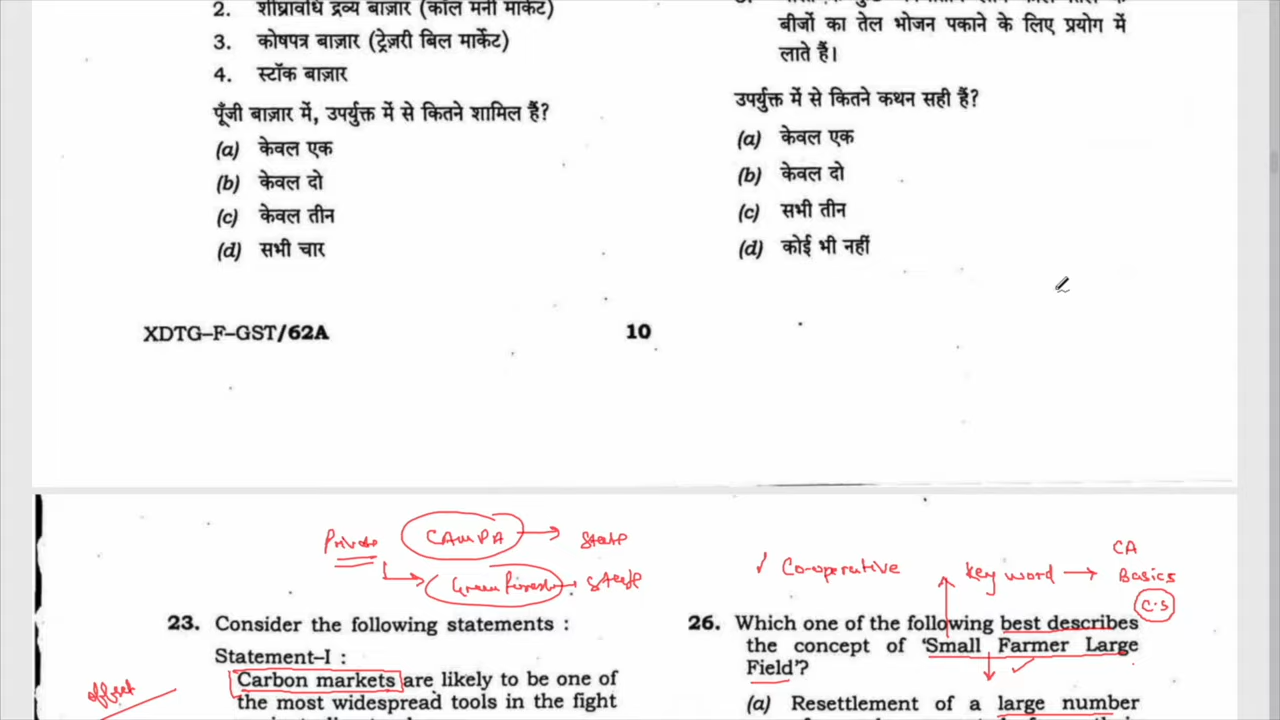 2. शीघ्रावधि द्रव्य बाज़ार (कॉल मनी मार्केट)
3. कोषपत्र बाज़ार (ट्रेज़री बिल मार्केट)
4. स्टॉक बाज़ार
पूँजी बाज़ार में, उपर्युक्त में से कितने शामिल हैं?
(a) केवल एक
(b) केवल दो
(c) केवल तीन
(d) सभी चार
बीजों का तेल भोजन पकाने के लिए प्रयोग में
लाते हैं।
उपर्युक्त में से कितने कथन सही हैं?
(a) केवल एक
(b) केवल दो
(c) सभी तीन
(d) कोई भी नहीं
XDTG–F–GST/62A
10
Private CAMPA → State
State
Co-operative
key word → CA
Basics
C.S
23. Consider the following statements :
Statement–I :
Carbon markets are likely to be one of
the most widespread tools in the fight
offset
26. Which one of the following best describes
the concept of 'Small Farmer Large
Field'?
(a) Resettlement of a large number